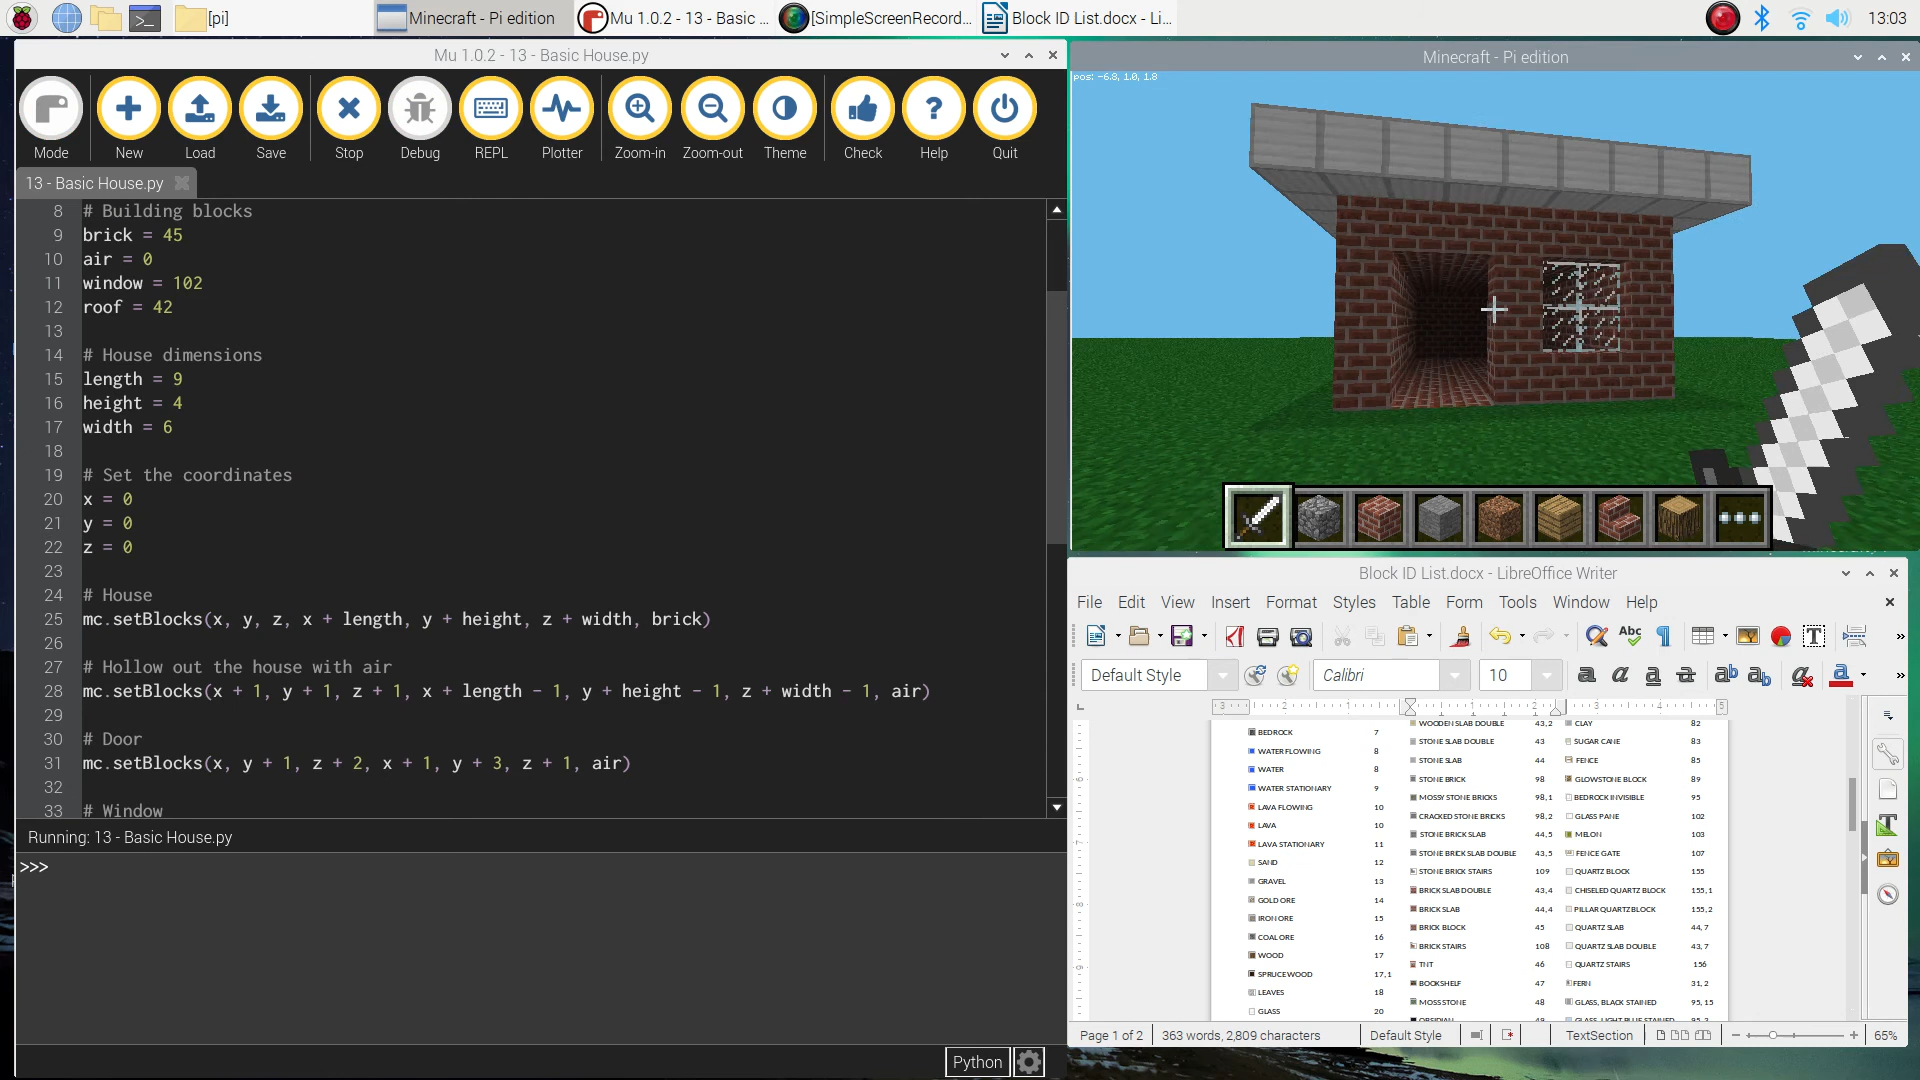 [pi]
Minecraft - Pi edition
Mu 1.0.2 - 13 - Basic ...
[SimpleScreenRecord...
Block ID List.docx - Li...
13:03
Mu 1.0.2 - 13 - Basic House.py
Mode
New
Load
Save
Stop
Debug
REPL
Plotter
Zoom-in
Zoom-out
Theme
Check
Help
Quit
13 - Basic House.py
8 # Building blocks
9 brick = 45
10 air = 0
11 window = 102
12 roof = 42
13
14 # House dimensions
15 length = 9
16 height = 4
17 width = 6
18
19 # Set the coordinates
20 x = 0
21 y = 0
22 z = 0
23
24 # House
25 mc.setBlocks(x, y, z, x + length, y + height, z + width, brick)
26
27 # Hollow out the house with air
28 mc.setBlocks(x + 1, y + 1, z + 1, x + length - 1, y + height - 1, z + width - 1, air)
29
30 # Door
31 mc.setBlocks(x, y + 1, z + 2, x + 1, y + 3, z + 1, air)
32
33 # Window
Running: 13 - Basic House.py
>>>
Python
Minecraft - Pi edition
pos: -6.8, 1.0, 1.8
Block ID List.docx - LibreOffice Writer
File Edit View Insert Format Styles Table Form Tools Window Help
Default Style
Calibri
10
BEDROCK 7
WATER FLOWING 8
WATER 8
WATER STATIONARY 9
LAVA FLOWING 10
LAVA 10
LAVA STATIONARY 11
SAND 12
GRAVEL 13
GOLD ORE 14
IRON ORE 15
COAL ORE 16
WOOD 17
SPRUCE WOOD 17,1
LEAVES 18
GLASS 20
WOODEN SLAB DOUBLE 43,2
STONE SLAB DOUBLE 43
STONE SLAB 44
STONE BRICK 98
MOSSY STONE BRICKS 98,1
CRACKED STONE BRICKS 98,2
STONE BRICK SLAB 44,5
STONE BRICK SLAB DOUBLE 43,5
STONE BRICK STAIRS 109
BRICK SLAB DOUBLE 43,4
BRICK SLAB 44,4
BRICK BLOCK 45
BRICK STAIRS 108
TNT 46
BOOKSHELF 47
MOSS STONE 48
CLAY 82
SUGAR CANE 83
FENCE 85
GLOWSTONE BLOCK 89
BEDROCK INVISIBLE 95
GLASS PANE 102
MELON 103
FENCE GATE 107
QUARTZ BLOCK 155
CHISELED QUARTZ BLOCK 155,1
PILLAR QUARTZ BLOCK 155,2
QUARTZ SLAB 44,7
QUARTZ SLAB DOUBLE 43,7
QUARTZ STAIRS 156
FERN 31,2
GLASS, BLACK STAINED 95,15
Page 1 of 2
363 words, 2,809 characters
Default Style
TextSection
65%